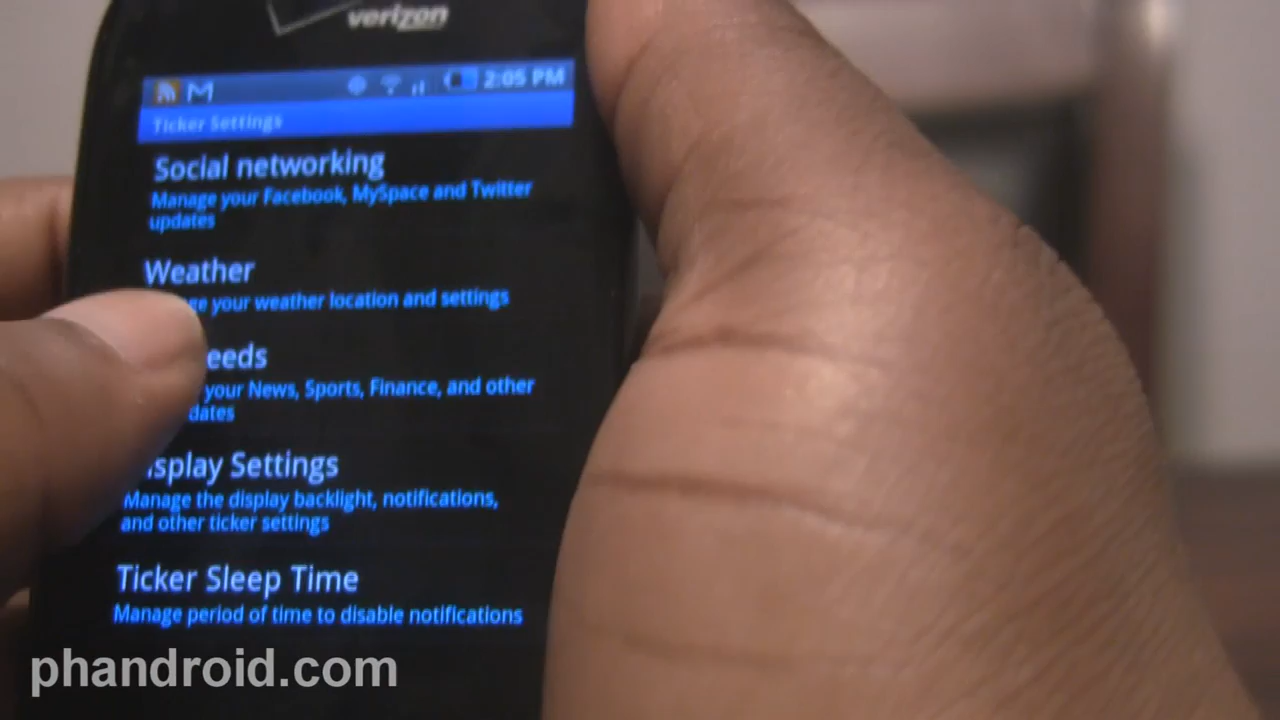 verizon
2:05 PM
Ticker Settings
Social networking
Manage your Facebook, MySpace and Twitter
updates
Weather
your weather location and settings
eeds
your News, Sports, Finance, and other
dates
isplay Settings
Manage the display backlight, notifications,
and other ticker settings
Ticker Sleep Time
Manage period of time to disable notifications
phandroid.com